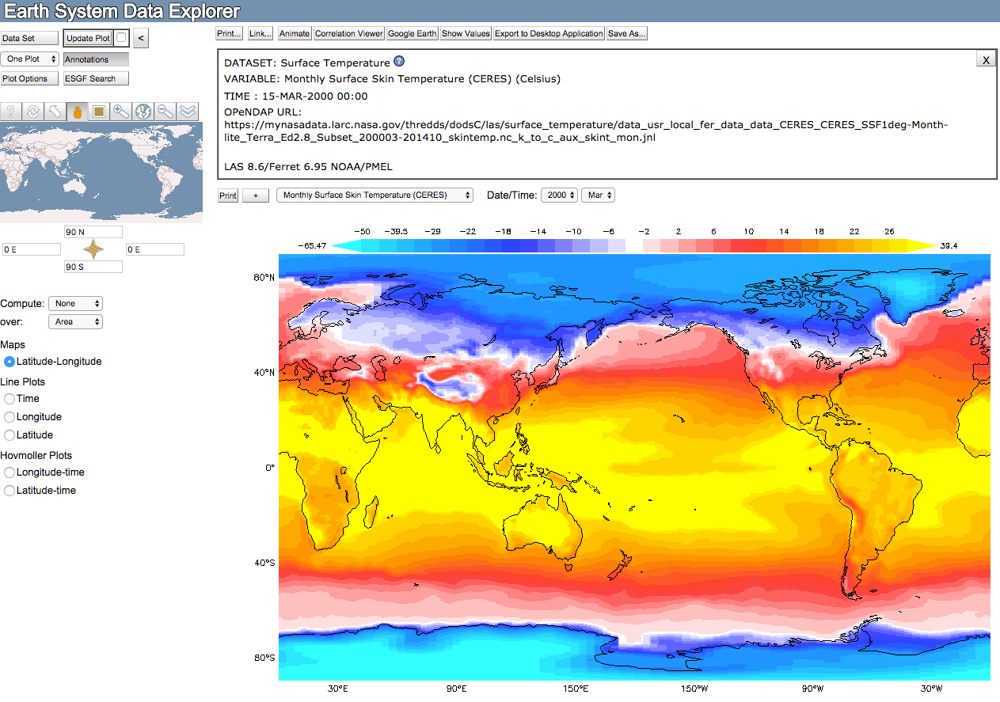 Earth System Data Explorer
Data Set
Update Plot
<
One Plot
Annotations
Plot Options
ESGF Search
90 N
0 E
0 E
90 S
Compute: None
over: Area
Maps
Latitude-Longitude
Line Plots
Time
Longitude
Latitude
Hovmoller Plots
Longitude-time
Latitude-time
Print... Link... Animate Correlation Viewer Google Earth Show Values Export to Desktop Application Save As...
DATASET: Surface Temperature ?
X
VARIABLE: Monthly Surface Skin Temperature (CERES) (Celsius)
TIME : 15-MAR-2000 00:00
OPeNDAP URL:
https://mynasadata.larc.nasa.gov/thredds/dodsC/las/surface_temperature/data_usr_local_fer_data_data_CERES_CERES_SSF1deg-Month-
lite_Terra_Ed2.8_Subset_200003-201410_skintemp.nc_k_to_c_aux_skint_mon.jnl
LAS 8.6/Ferret 6.95 NOAA/PMEL
Print + Monthly Surface Skin Temperature (CERES) Date/Time: 2000 Mar
−50 −39.5 −29 −22 −18 −14 −10 −6 −2 2 6 10 14 18 22 26
−65.47 39.4
80°N
40°N
0°
40°S
80°S
30°E 90°E 150°E 150°W 90°W 30°W